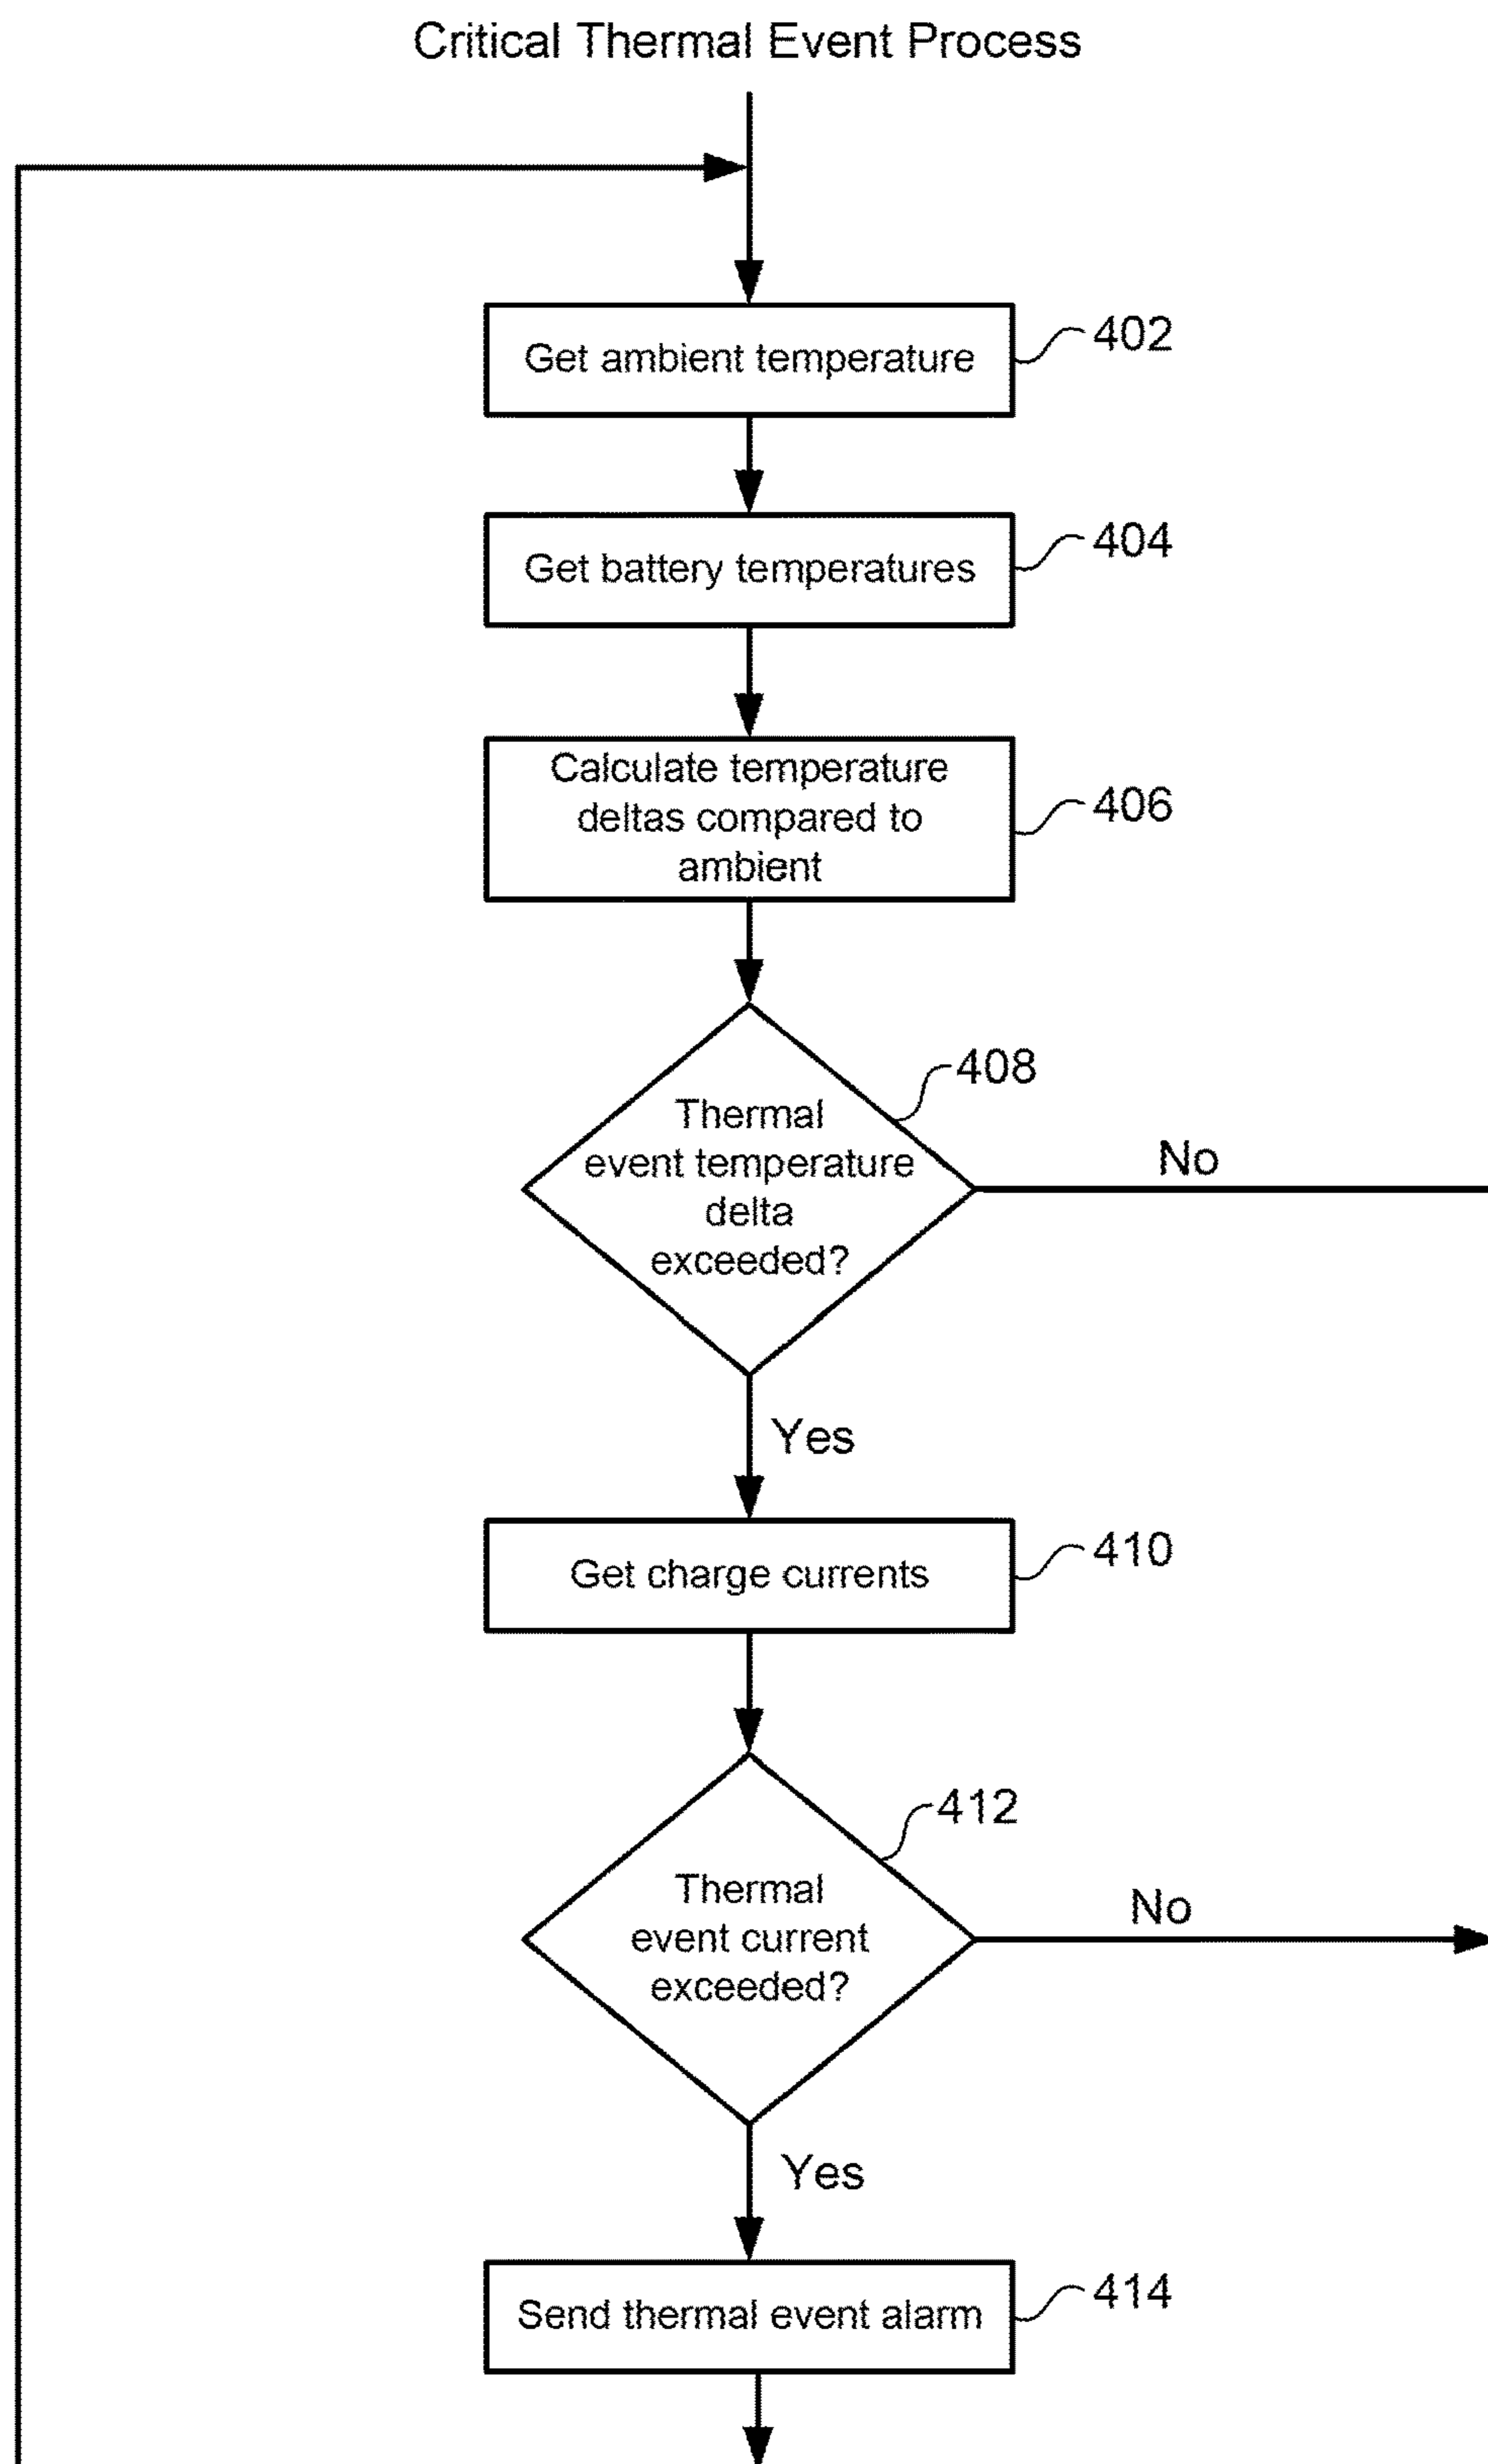 Critical Thermal Event Process
Get ambient temperature
402
Get battery temperatures
404
Calculate temperature
deltas compared to
ambient
406
408
Thermal
event temperature
delta
exceeded?
No
Yes
Get charge currents
410
412
Thermal
event current
exceeded?
No
Yes
Send thermal event alarm
414